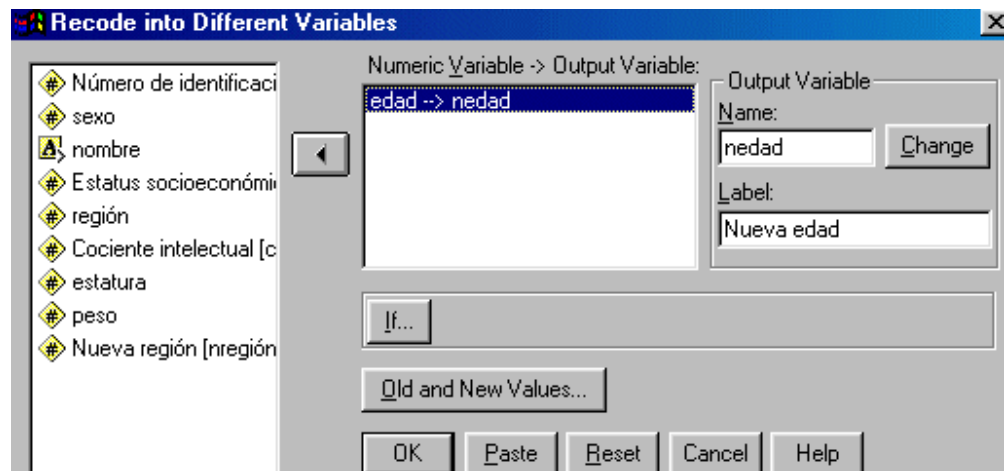 Recode into Different Variables
Número de identificaci
sexo
nombre
Estatus socioeconómi
región
Cociente intelectual [c
estatura
peso
Nueva región [nregión
Numeric Variable -> Output Variable:
edad --> nedad
Output Variable
Name:
nedad
Change
Label:
Nueva edad
If...
Old and New Values...
OK
Paste
Reset
Cancel
Help